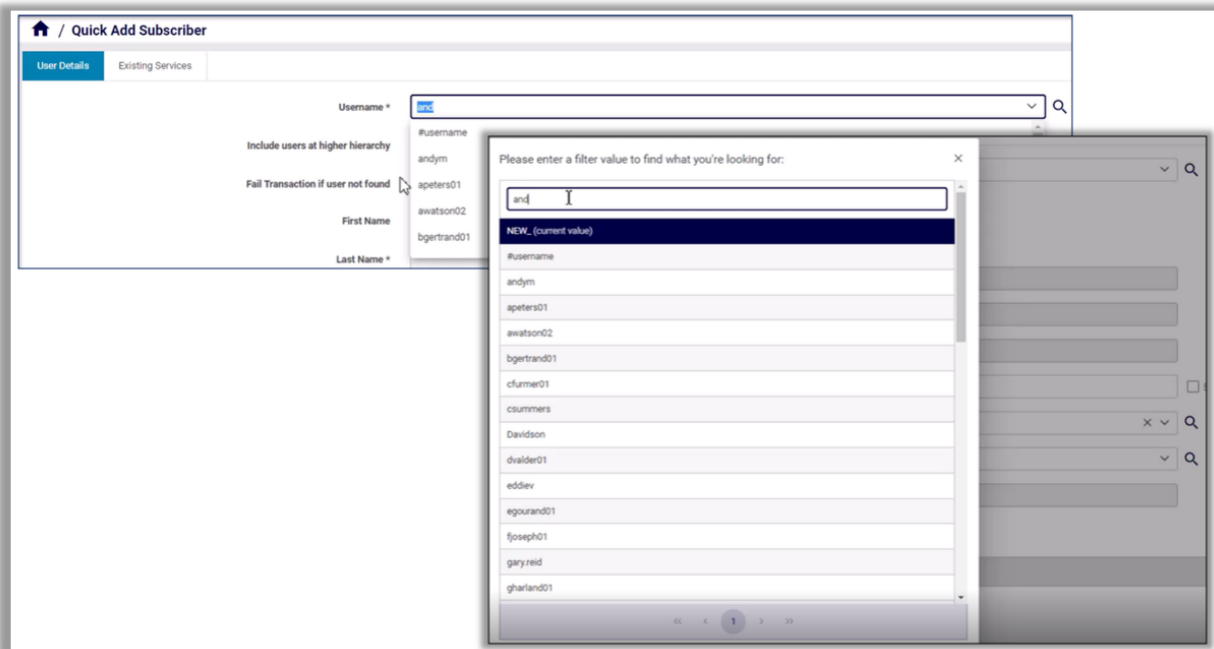 / Quick Add Subscriber
User Details Existing Services
Username * and
#username
Include users at higher hierarchy
andym
Fail Transaction if user not found
apeters01
awatson02
First Name
bgertrand01
Last Name *
Please enter a filter value to find what you're looking for:
and
NEW_ (current value)
#username
andym
apeters01
awatson02
bgertrand01
cfurmer01
csummers
Davidson
dvalder01
eddiev
egourand01
fjoseph01
gary.reid
gharland01
« ‹ 1 › »